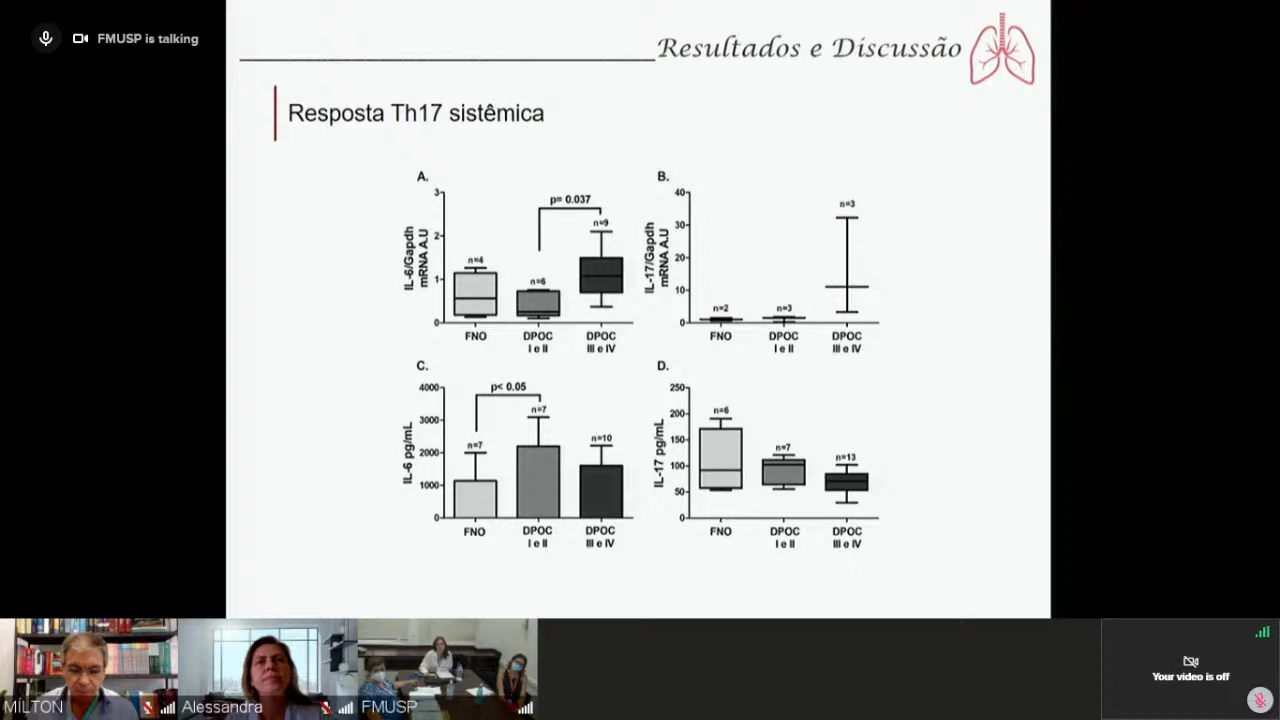 FMUSP is talking
Resultados e Discussão
Resposta Th17 sistêmica
A.
IL-6/Gapdh
mRNA A.U
3
2
1
0
p= 0.037
n=4
n=6
n=9
FNO
DPOC
I e II
DPOC
III e IV
B.
IL-17/Gapdh
mRNA A.U
40
30
20
10
0
n=2
n=3
n=3
FNO
DPOC
I e II
DPOC
III e IV
C.
IL-6 pg/mL
4000
3000
2000
1000
0
p< 0.05
n=7
n=7
n=10
FNO
DPOC
I e II
DPOC
III e IV
D.
IL-17 pg/mL
250
200
150
100
50
0
n=6
n=7
n=13
FNO
DPOC
I e II
DPOC
III e IV
MILTON
Alessandra
FMUSP
Your video is off